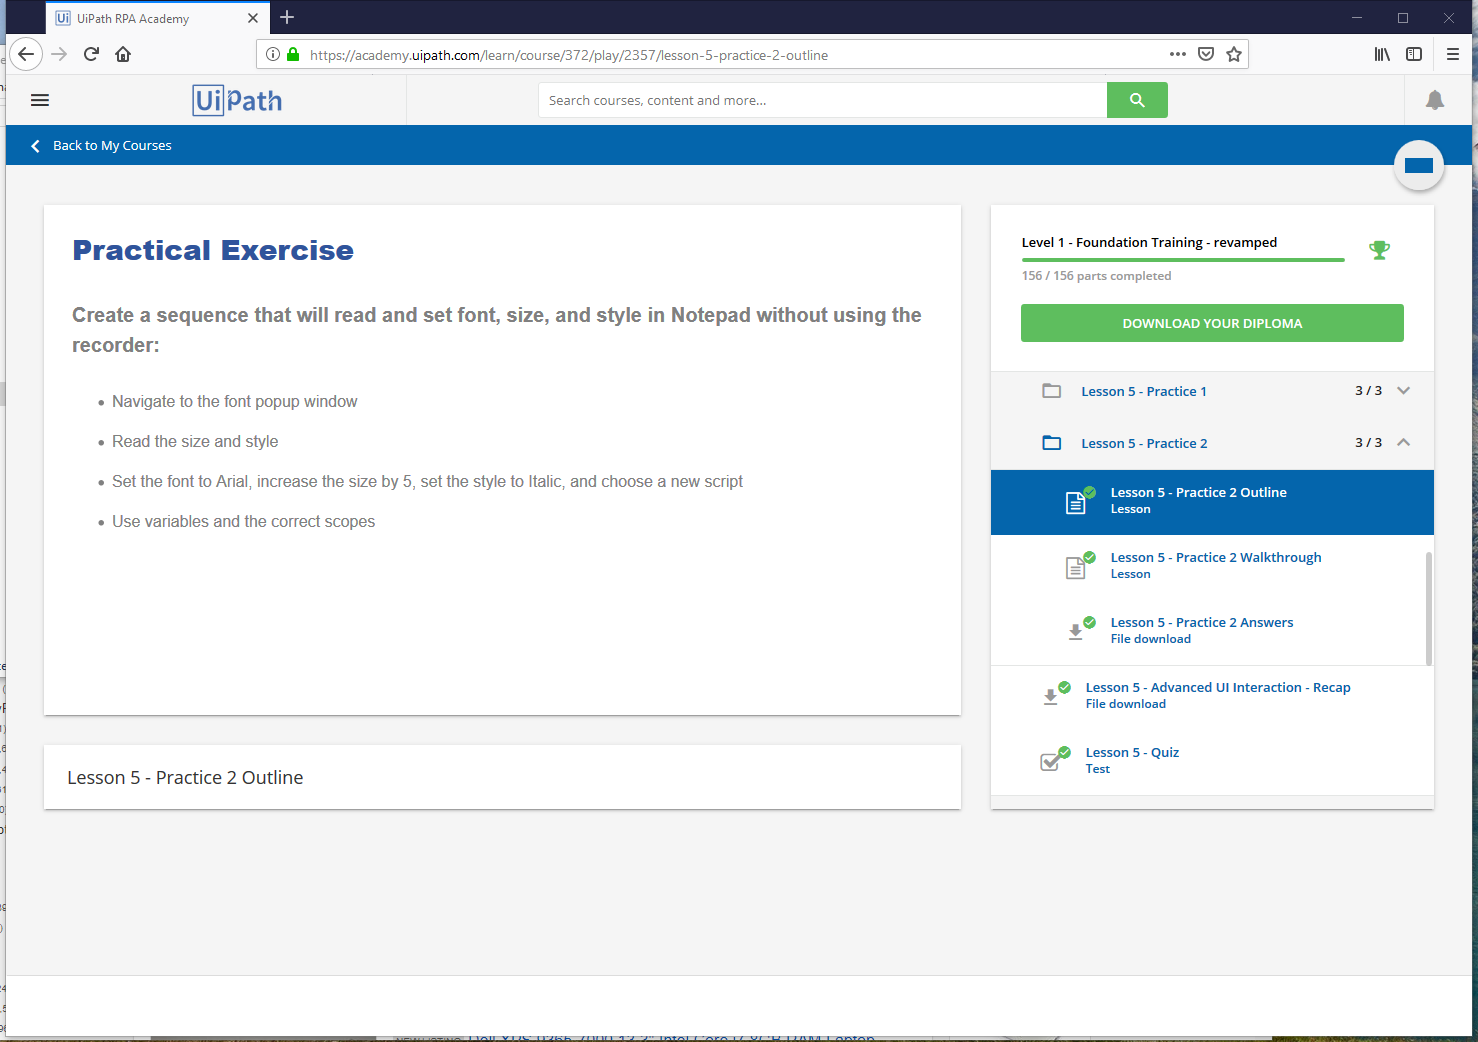 UiPath RPA Academy
https://academy.uipath.com/learn/course/372/play/2357/lesson-5-practice-2-outline
UiPath
Search courses, content and more...
Back to My Courses
Practical Exercise
Create a sequence that will read and set font, size, and style in Notepad without using the
recorder:
• Navigate to the font popup window
• Read the size and style
• Set the font to Arial, increase the size by 5, set the style to Italic, and choose a new script
• Use variables and the correct scopes
Lesson 5 - Practice 2 Outline
Level 1 - Foundation Training - revamped
156 / 156 parts completed
DOWNLOAD YOUR DIPLOMA
Lesson 5 - Practice 1 3 / 3
Lesson 5 - Practice 2 3 / 3
Lesson 5 - Practice 2 Outline
Lesson
Lesson 5 - Practice 2 Walkthrough
Lesson
Lesson 5 - Practice 2 Answers
File download
Lesson 5 - Advanced UI Interaction - Recap
File download
Lesson 5 - Quiz
Test